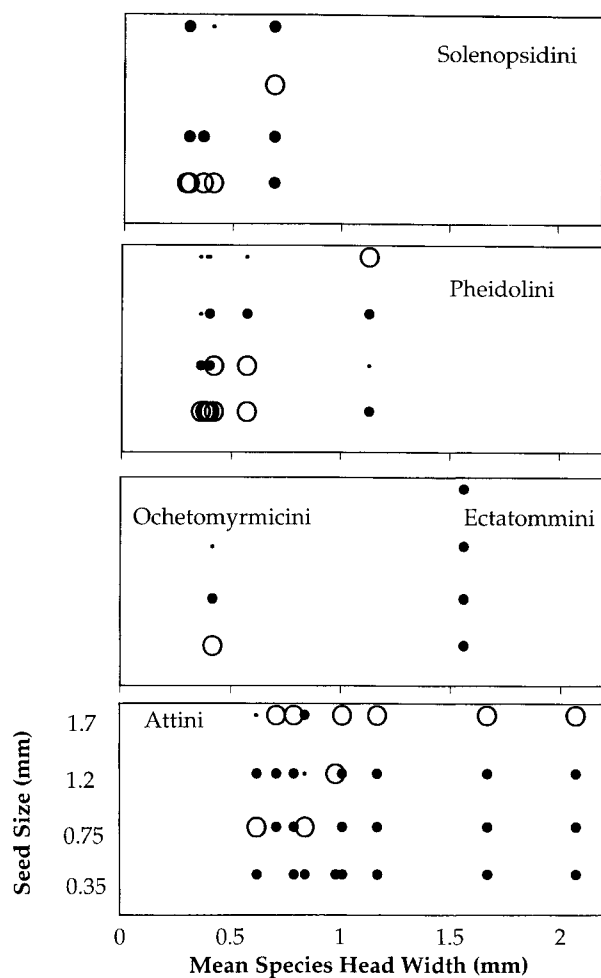 Solenopsidini
Pheidolini
Ochetomyrmicini Ectatommini
Attini
Seed Size (mm)
1.7
1.2
0.75
0.35
0 0.5 1 1.5 2
Mean Species Head Width (mm)